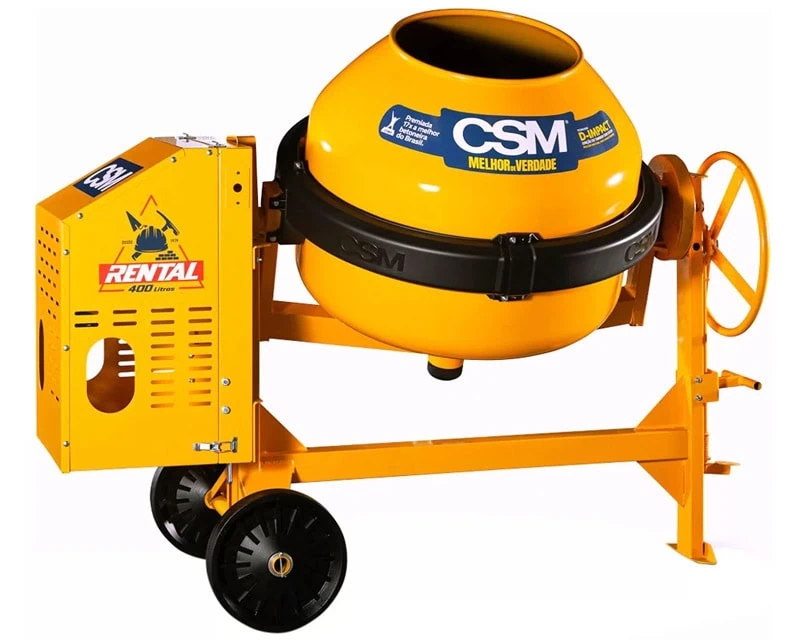 Premiada
17x a melhor
betoneira
do Brasil.
CSM
MELHOR DE VERDADE
D-IMPACT
CSM
RENTAL
400 Litros
CSM
CSM